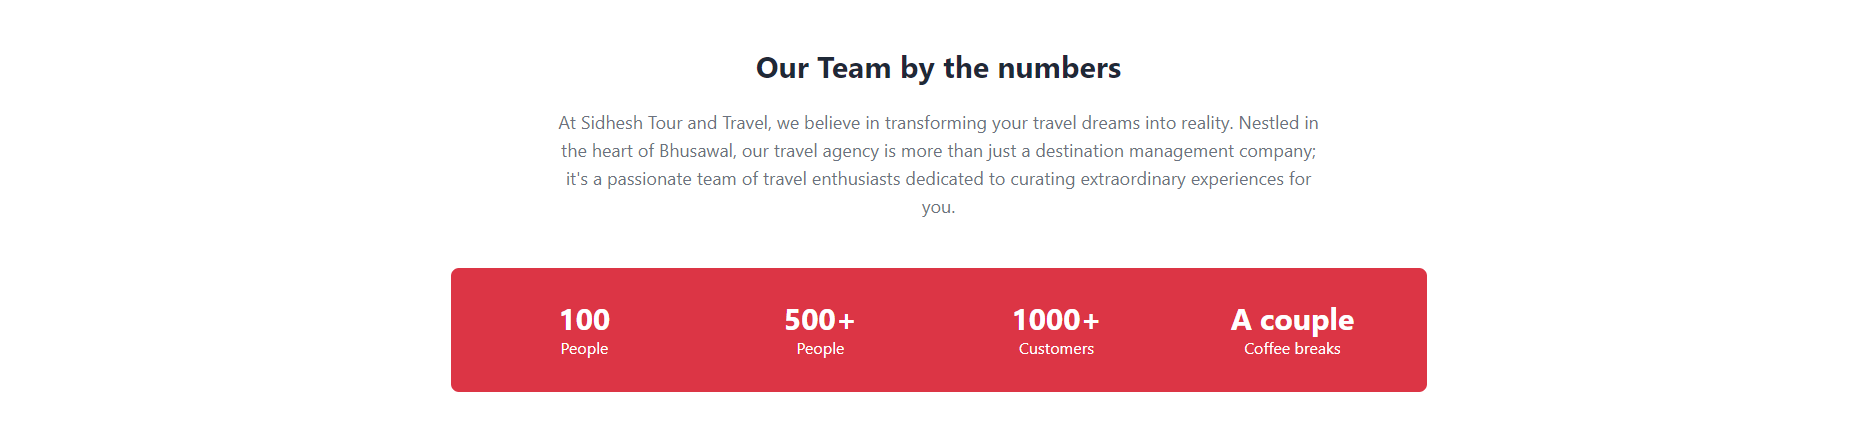 Our Team by the numbers
At Sidhesh Tour and Travel, we believe in transforming your travel dreams into reality. Nestled in
the heart of Bhusawal, our travel agency is more than just a destination management company;
it's a passionate team of travel enthusiasts dedicated to curating extraordinary experiences for
you.
100
People
500+
People
1000+
Customers
A couple
Coffee breaks